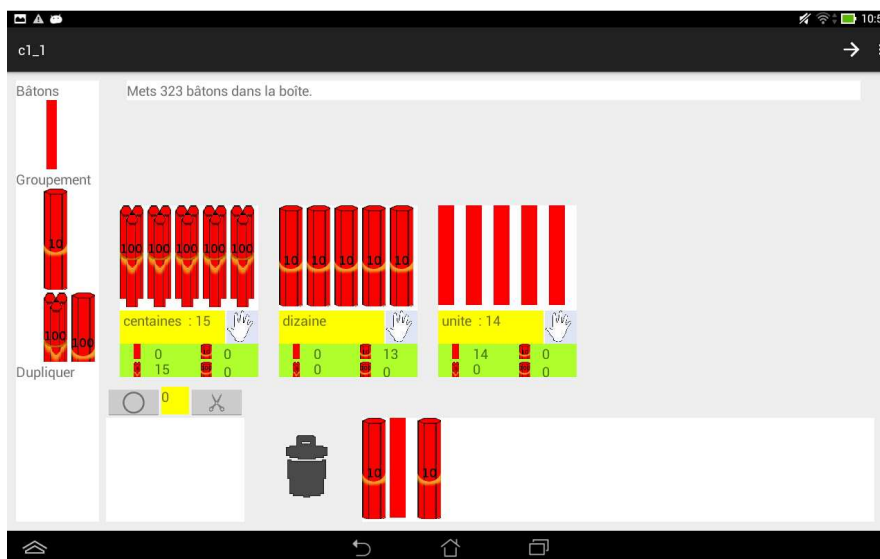 10:5
c1_1
Bâtons
Mets 323 bâtons dans la boîte.
Groupement
10
100 100
Dupliquer
100 100 100 100 100
10 10 10 10 10
centaines : 15
dizaine
unite : 14
0 0
15 0
0 13
0 0
14 0
0 0
0
10 10